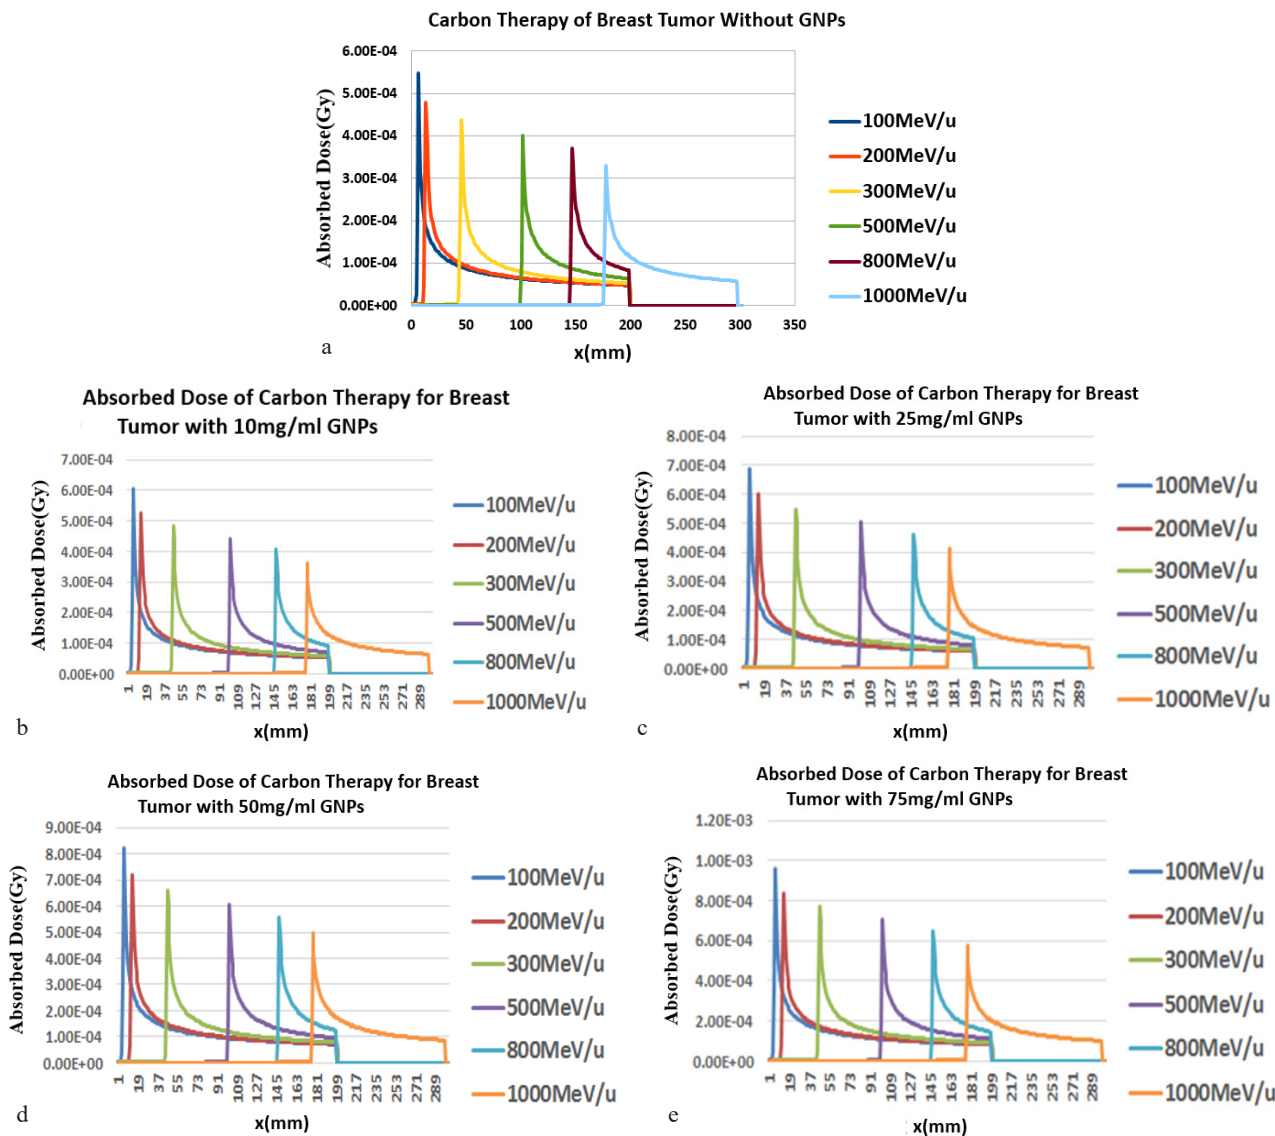 Carbon Therapy of Breast Tumor Without GNPs
Absorbed Dose(Gy)
6.00E-04
5.00E-04
4.00E-04
3.00E-04
2.00E-04
1.00E-04
0.00E+00
0 50 100 150 200 250 300 350
x(mm)
100MeV/u
200MeV/u
300MeV/u
500MeV/u
800MeV/u
1000MeV/u
a
Absorbed Dose of Carbon Therapy for Breast
Tumor with 10mg/ml GNPs
Absorbed Dose(Gy)
7.00E-04
6.00E-04
5.00E-04
4.00E-04
3.00E-04
2.00E-04
1.00E-04
0.00E+00
1 19 37 55 73 91 109 127 145 163 181 199 217 235 253 271 289
x(mm)
100MeV/u
200MeV/u
300MeV/u
500MeV/u
800MeV/u
1000MeV/u
b
Absorbed Dose of Carbon Therapy for Breast
Tumor with 25mg/ml GNPs
Absorbed Dose(Gy)
8.00E-04
7.00E-04
6.00E-04
5.00E-04
4.00E-04
3.00E-04
2.00E-04
1.00E-04
0.00E+00
1 19 37 55 73 91 109 127 145 163 181 199 217 235 253 271 289
x(mm)
100MeV/u
200MeV/u
300MeV/u
500MeV/u
800MeV/u
1000MeV/u
c
Absorbed Dose of Carbon Therapy for Breast
Tumor with 50mg/ml GNPs
Absorbed Dose(Gy)
9.00E-04
8.00E-04
7.00E-04
6.00E-04
5.00E-04
4.00E-04
3.00E-04
2.00E-04
1.00E-04
0.00E+00
1 19 37 55 73 91 109 127 145 163 181 199 217 235 253 271 289
x(mm)
100MeV/u
200MeV/u
300MeV/u
500MeV/u
800MeV/u
1000MeV/u
d
Absorbed Dose of Carbon Therapy for Breast
Tumor with 75mg/ml GNPs
Absorbed Dose(Gy)
1.20E-03
1.00E-03
8.00E-04
6.00E-04
4.00E-04
2.00E-04
0.00E+00
1 19 37 55 73 91 109 127 145 163 181 199 217 235 253 271 289
x(mm)
100MeV/u
200MeV/u
300MeV/u
500MeV/u
800MeV/u
1000MeV/u
e